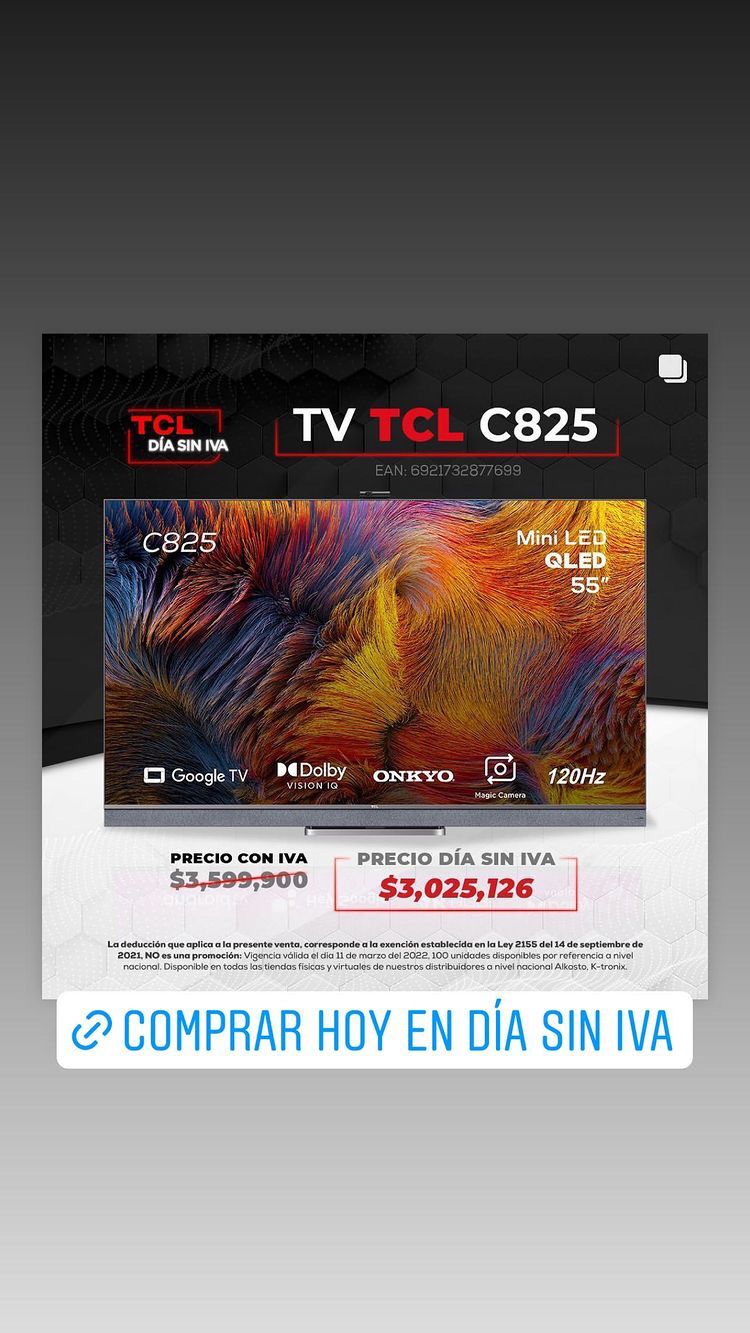 TCL
DÍA SIN IVA
TV TCL C825
EAN: 6921732877699
C825
Mini LED
QLED
55”
Google TV
Dolby
VISION IQ
ONKYO
Magic Camera
120Hz
TCL
PRECIO CON IVA
$3,599,900
PRECIO DÍA SIN IVA
$3,025,126
La deducción que aplica a la presente venta, corresponde a la exención establecida en la Ley 2155 del 14 de septiembre de
2021, NO es una promoción: Vigencia válida el día 11 de marzo del 2022, 100 unidades disponibles por referencia a nivel
nacional. Disponible en todas las tiendas físicas y virtuales de nuestros distribuidores a nivel nacional Alkosto, K-tronix.
COMPRAR HOY EN DÍA SIN IVA